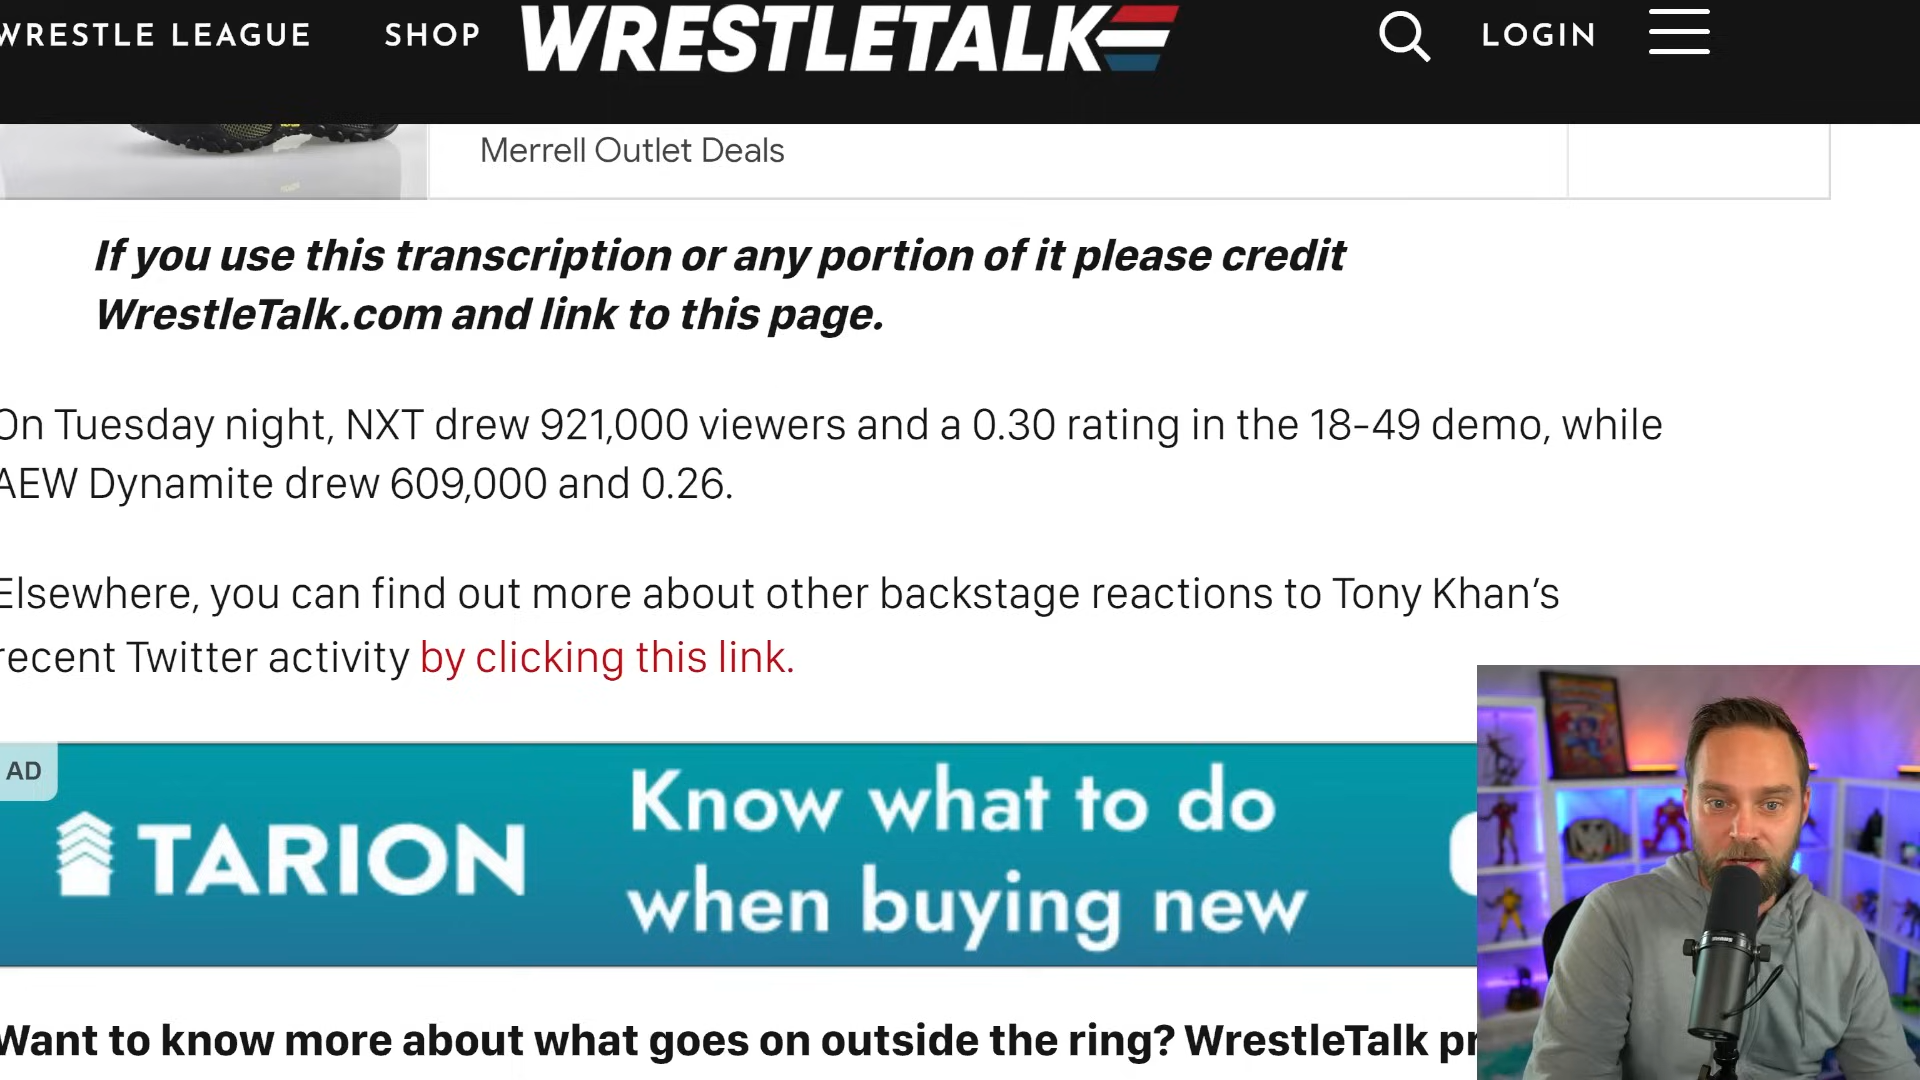 WRESTLE LEAGUE SHOP WRESTLETALK LOGIN
Merrell Outlet Deals
If you use this transcription or any portion of it please credit
WrestleTalk.com and link to this page.
On Tuesday night, NXT drew 921,000 viewers and a 0.30 rating in the 18-49 demo, while
AEW Dynamite drew 609,000 and 0.26.
Elsewhere, you can find out more about other backstage reactions to Tony Khan’s
recent Twitter activity by clicking this link.
AD
TARION
Know what to do
when buying new
Want to know more about what goes on outside the ring? WrestleTalk